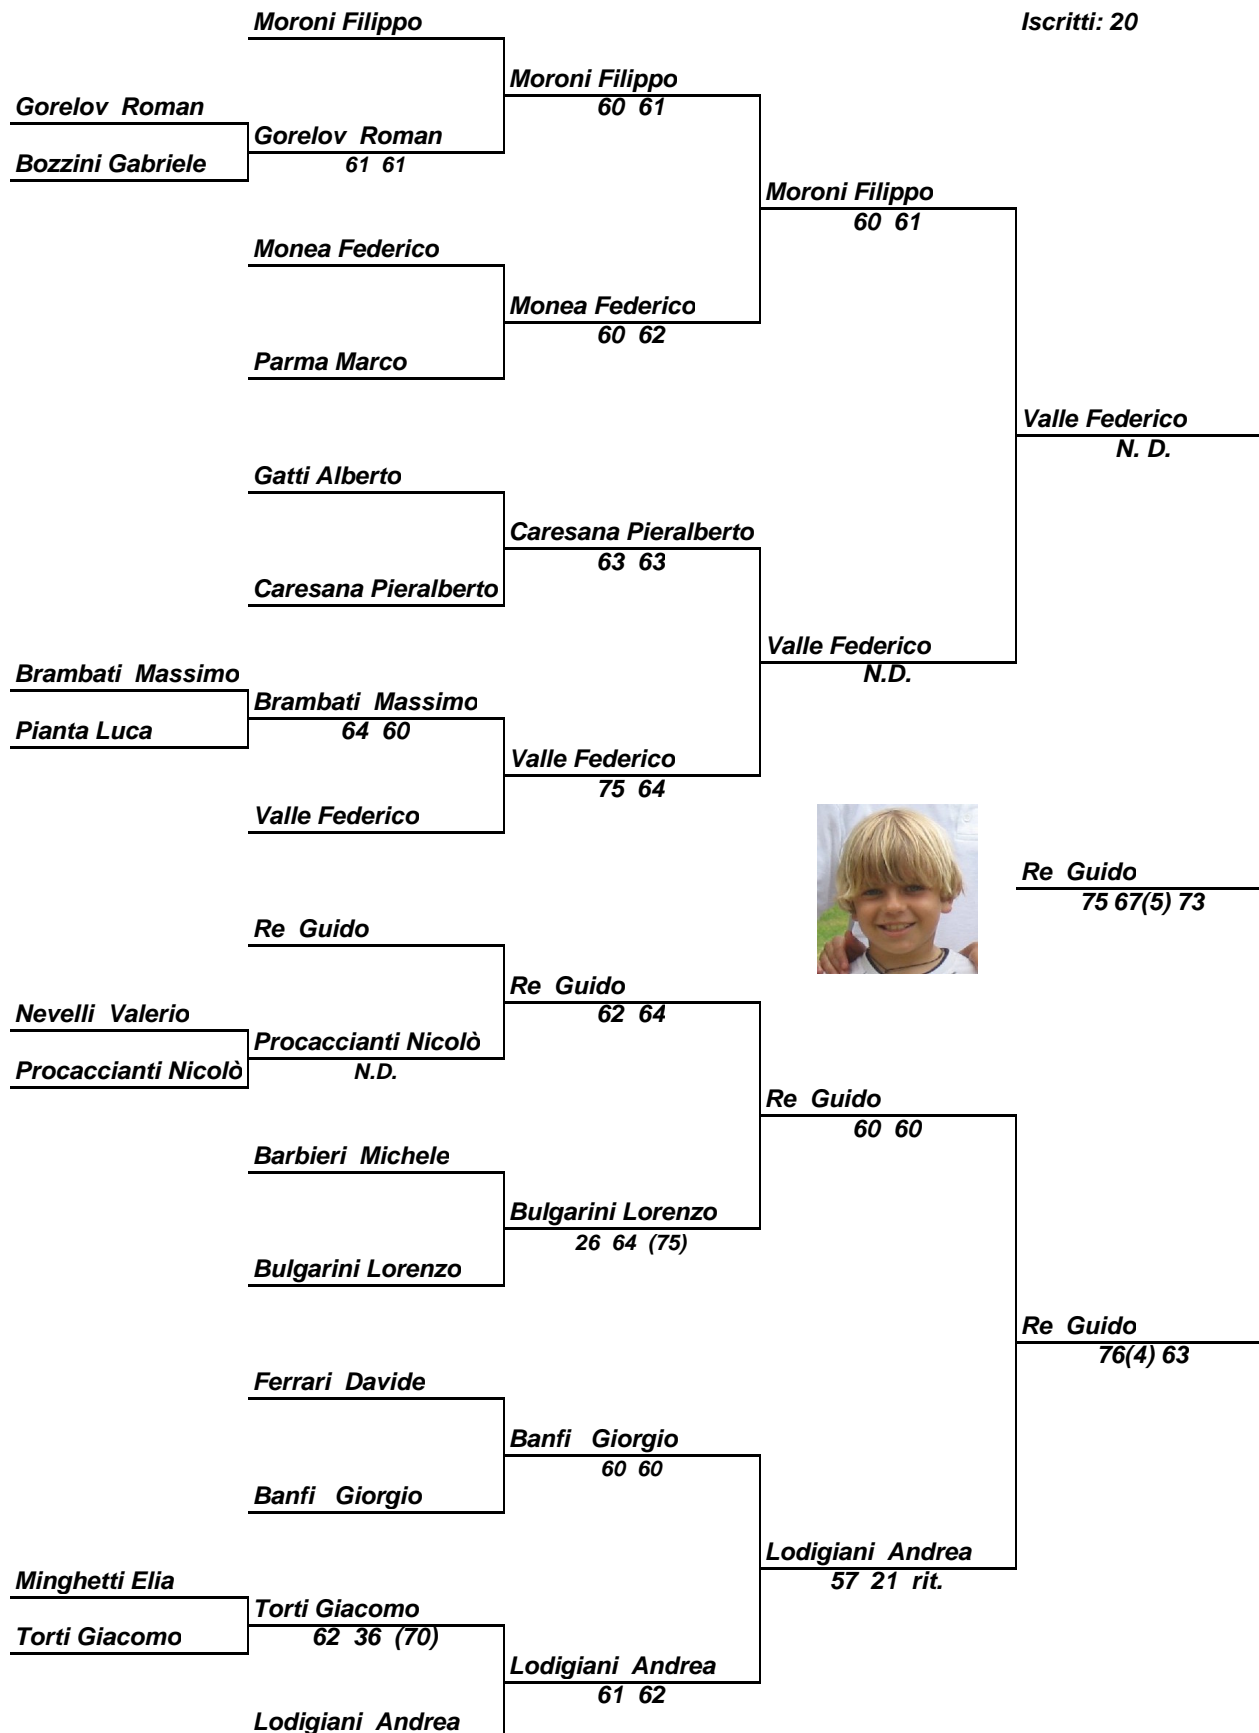 Moroni Filippo
Iscritti: 20
Moroni Filippo
60 61
Gorelov Roman
Gorelov Roman
61 61
Bozzini Gabriele
Moroni Filippo
60 61
Monea Federico
Monea Federico
60 62
Parma Marco
Valle Federico
N. D.
Gatti Alberto
Caresana Pieralberto
63 63
Caresana Pieralberto
Valle Federico
N.D.
Brambati Massimo
Brambati Massimo
64 60
Pianta Luca
Valle Federico
75 64
Valle Federico
Re Guido
75 67(5) 73
Re Guido
Re Guido
62 64
Nevelli Valerio
Procaccianti Nicolò
N.D.
Procaccianti Nicolò
Re Guido
60 60
Barbieri Michele
Bulgarini Lorenzo
26 64 (75)
Bulgarini Lorenzo
Re Guido
76(4) 63
Ferrari Davide
Banfi Giorgio
60 60
Banfi Giorgio
Lodigiani Andrea
57 21 rit.
Minghetti Elia
Torti Giacomo
62 36 (70)
Torti Giacomo
Lodigiani Andrea
61 62
Lodigiani Andrea